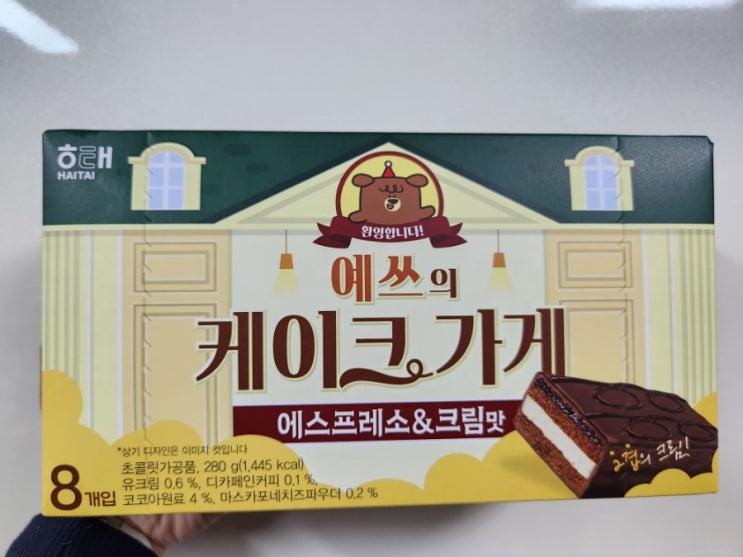 해태
HAITAI
환영합니다!
예쓰의
케이크 가게
에스프레소&크림맛
*상기 디자인은 이미지 컷입니다
초콜릿가공품, 280 g(1,445 kcal)
유크림 0.6 %, 디카페인커피 0.1 %,
코코아원료 4 %, 마스카포네치즈파우더 0.2 %
8개입
2겹의 크림!